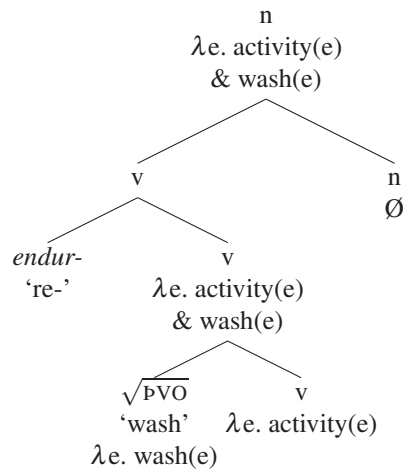 n
λe. activity(e)
& wash(e)
v
n
Ø
endur-
‘re-’
v
λe. activity(e)
& wash(e)
√ÞVO
‘wash’
λe. wash(e)
v
λe. activity(e)